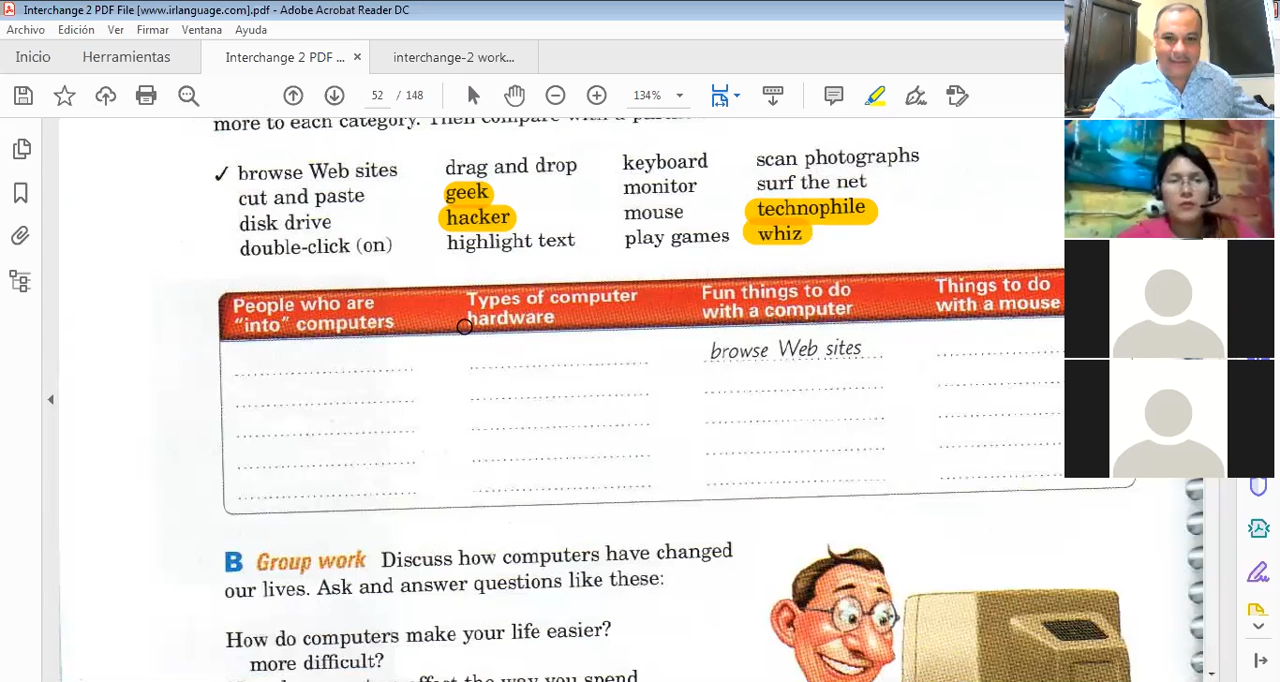 Interchange 2 PDF File [www.irlanguage.com].pdf - Adobe Acrobat Reader DC
Archivo Edición Ver Firmar Ventana Ayuda
Inicio Herramientas Interchange 2 PDF ... × interchange-2 work...
52 / 148 134%
more to each category. Then compare with a
✓ browse Web sites drag and drop keyboard scan photographs
cut and paste geek monitor surf the net
disk drive hacker mouse technophile
double-click (on) highlight text play games whiz
People who are Types of computer Fun things to do Things to do
"into" computers hardware with a computer with a mouse
browse Web sites
B Group work Discuss how computers have changed
our lives. Ask and answer questions like these:
How do computers make your life easier?
more difficult?
affect the way you spend